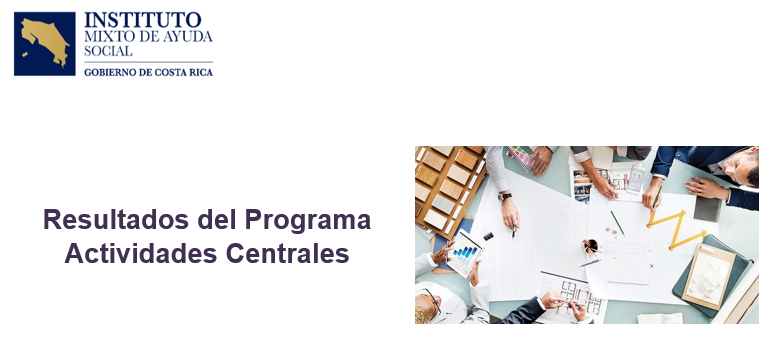 INSTITUTO
MIXTO DE AYUDA
SOCIAL
GOBIERNO DE COSTA RICA
Resultados del Programa
Actividades Centrales